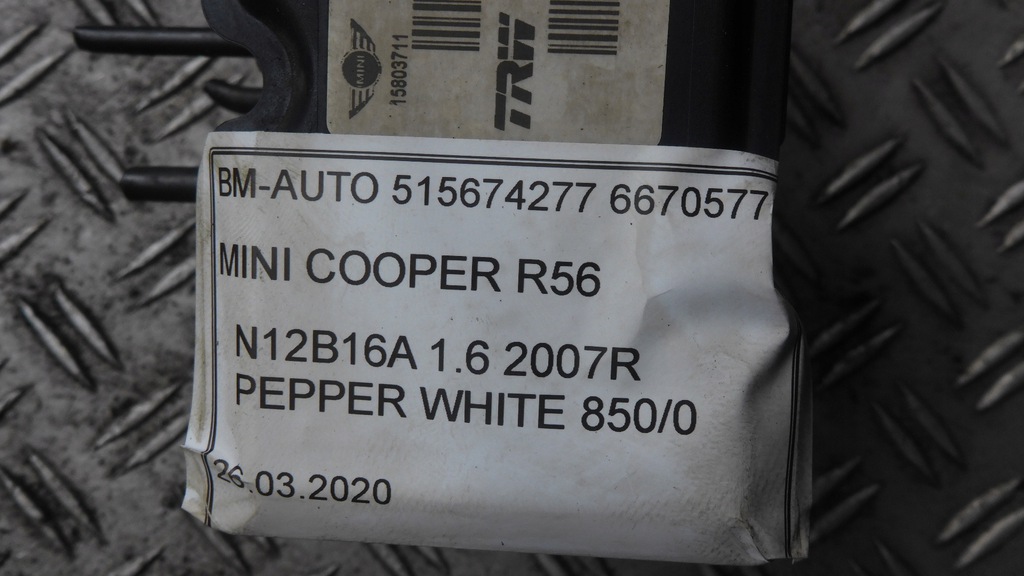 MINI
15803711
TRW
BM-AUTO 515674277 6670577
MINI COOPER R56
N12B16A 1.6 2007R
PEPPER WHITE 850/0
26.03.2020